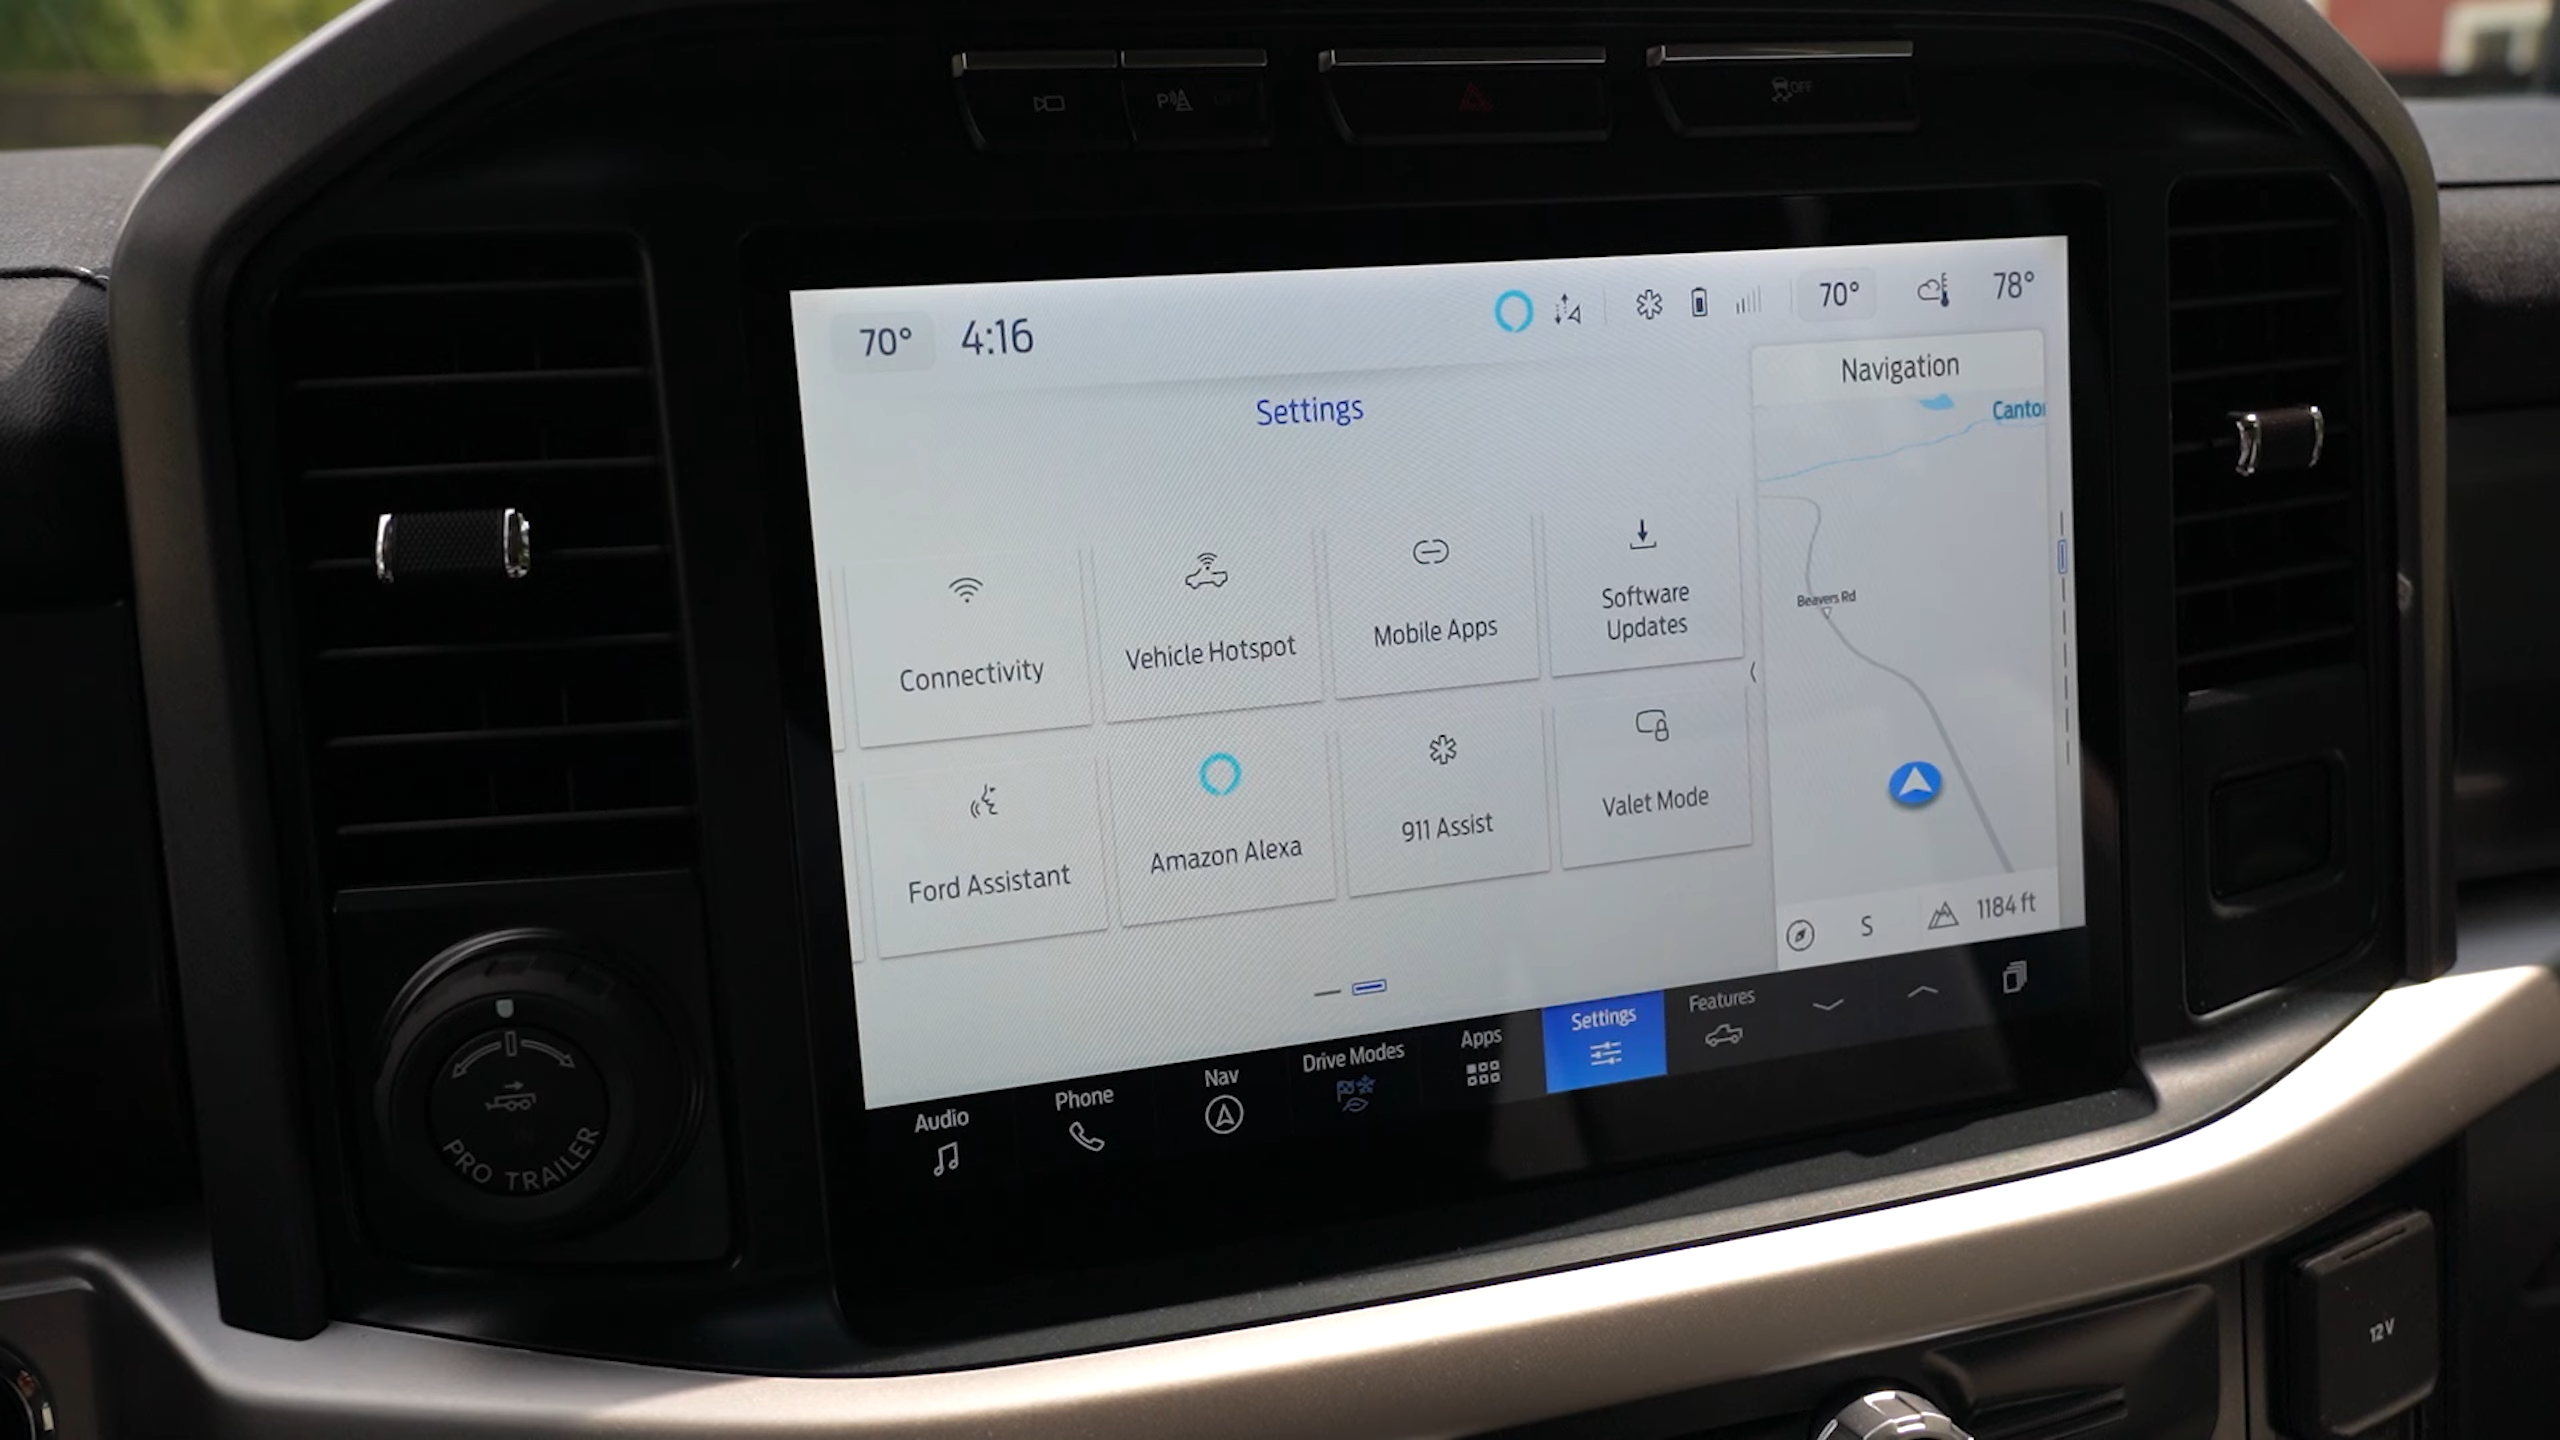 P
OFF
70°
4:16
70°
78°
Settings
Navigation
Canto
Connectivity
Vehicle Hotspot
Mobile Apps
Software
Updates
Beavers Rd
Ford Assistant
Amazon Alexa
911 Assist
Valet Mode
S
1184 ft
Audio
Phone
Nav
Drive Modes
Apps
Settings
Features
PRO TRAILER
12V